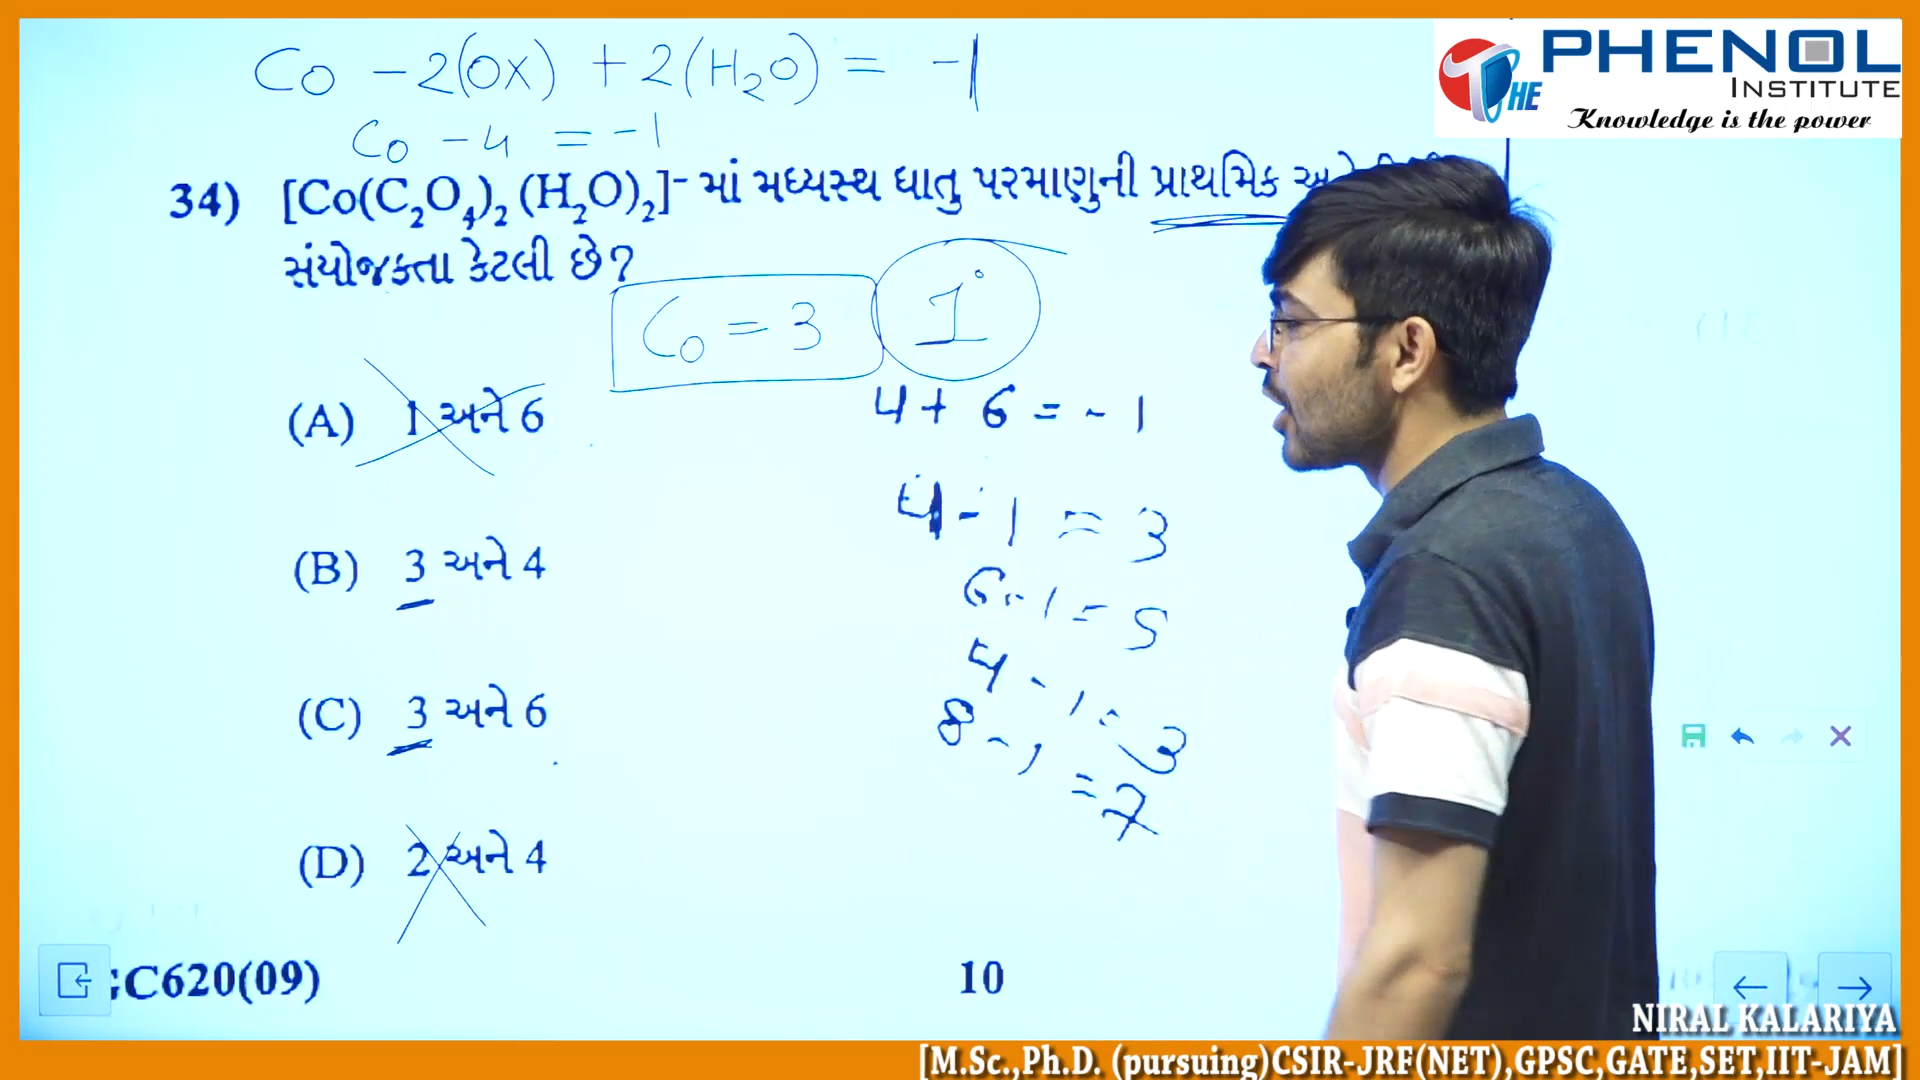 Co - 2(OX) + 2(H₂O) = -1
Co - 4 = -1
PHENOL
THE
INSTITUTE
Knowledge is the power
34) [Co(C₂O₄)₂ (H₂O)₂]⁻ માં મધ્યસ્થ ધાતુ પરમાણુની પ્રાથમિક
સંયોજકતા કેટલી છે?
Co = 3
1°
(A) 1 અને 6
4 + 6 = - 1
4 - 1 = 3
(B) 3 અને 4
6 - 1 = 5
4 - 1 = 3
(C) 3 અને 6
8 - 1 = 7
(D) 2 અને 4
C620(09)
10
NIRAL KALARIYA
[M.Sc.,Ph.D. (pursuing)CSIR-JRF(NET),GPSC,GATE,SET,IIT-JAM]